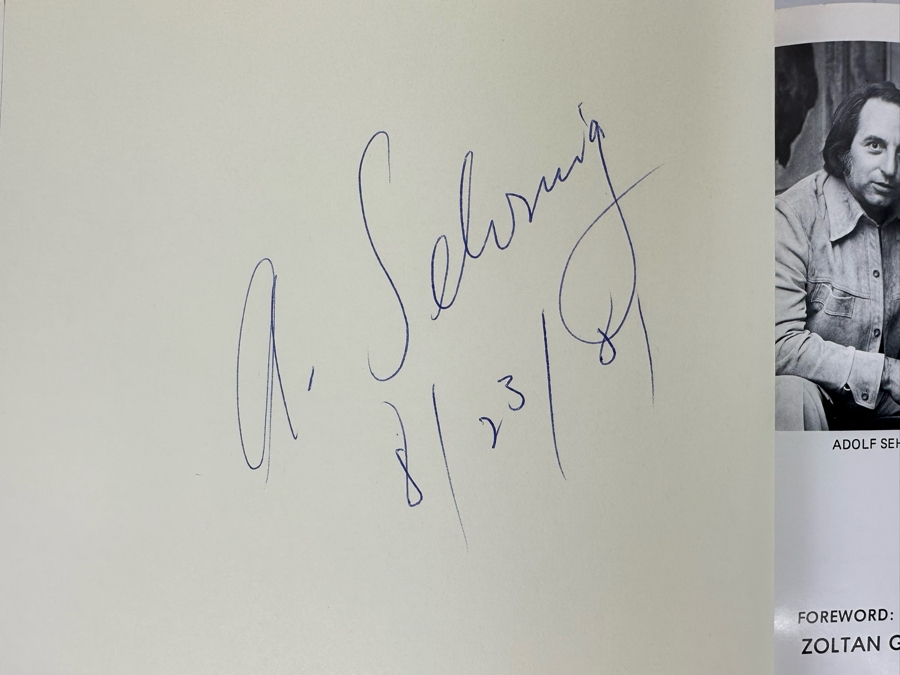 A. Sehring
8/23/81
ADOLF SEH
FOREWORD:
ZOLTAN G